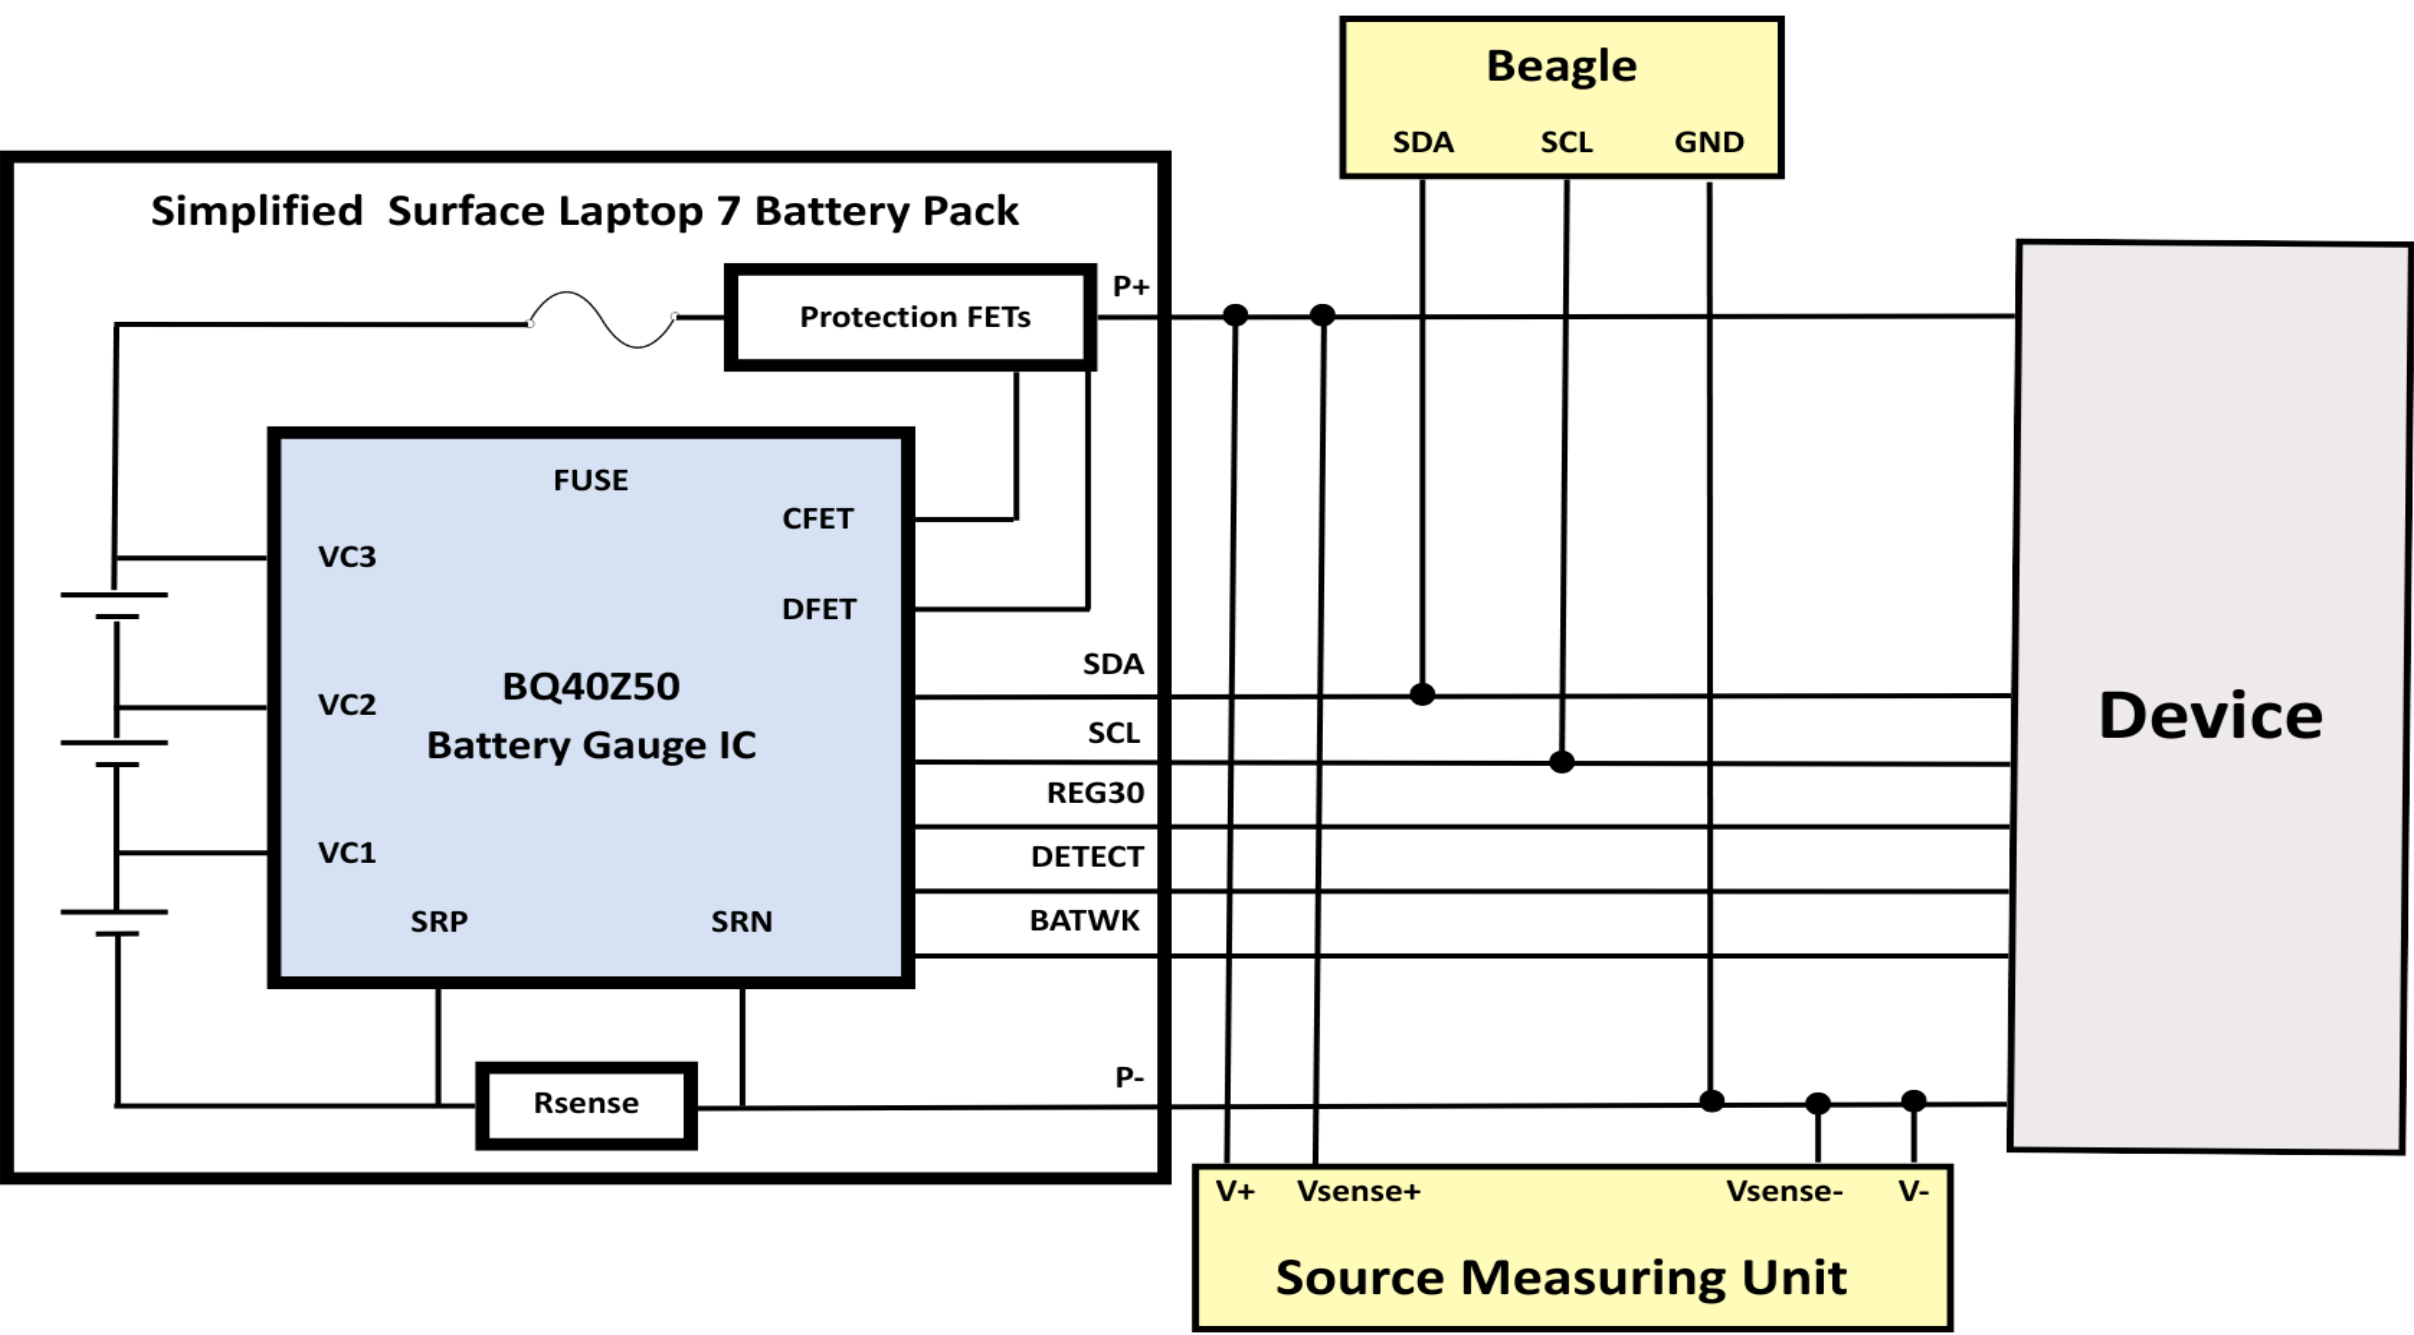 Beagle
SDA SCL GND
Simplified Surface Laptop 7 Battery Pack
P+
Protection FETs
FUSE
CFET
VC3
DFET
SDA
BQ40Z50
Battery Gauge IC
VC2
SCL
REG30
VC1
DETECT
SRP SRN
BATWK
P-
Rsense
Device
V+ Vsense+ Vsense- V-
Source Measuring Unit